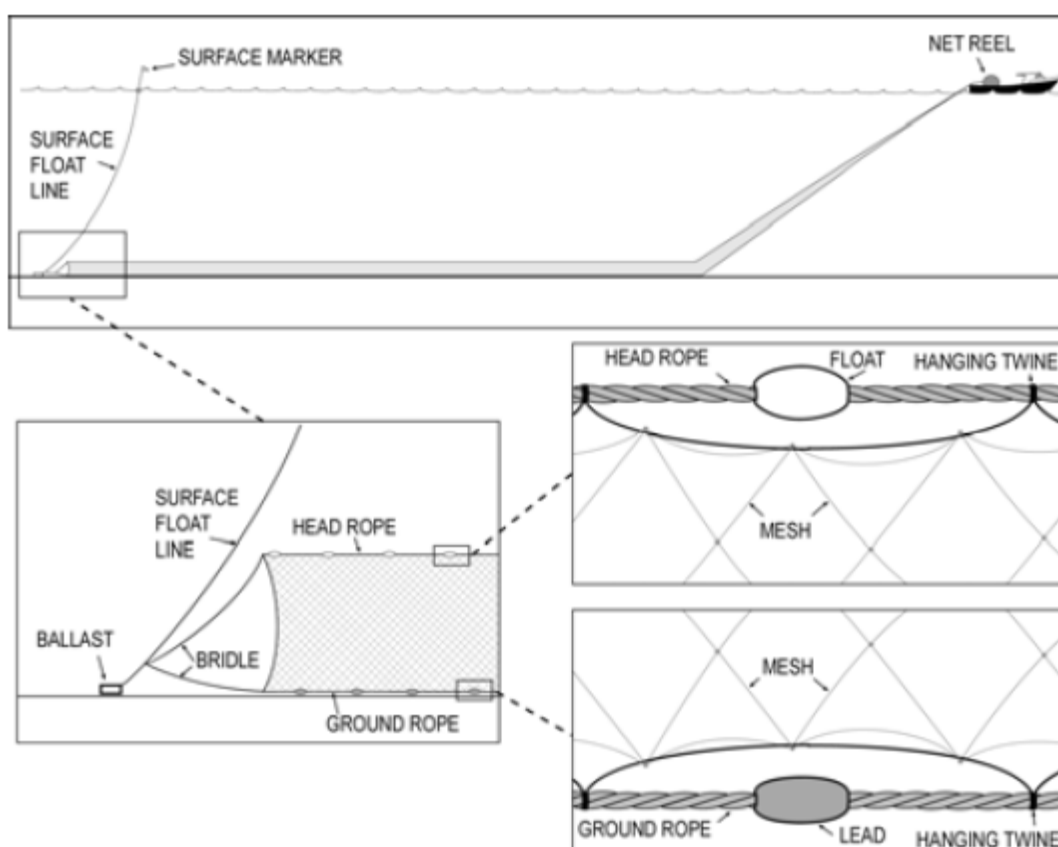 SURFACE MARKER
NET REEL
SURFACE
FLOAT
LINE
HEAD ROPE
FLOAT
HANGING TWINE
MESH
SURFACE
FLOAT
LINE
HEAD ROPE
BALLAST
BRIDLE
GROUND ROPE
MESH
GROUND ROPE
LEAD
HANGING TWINE